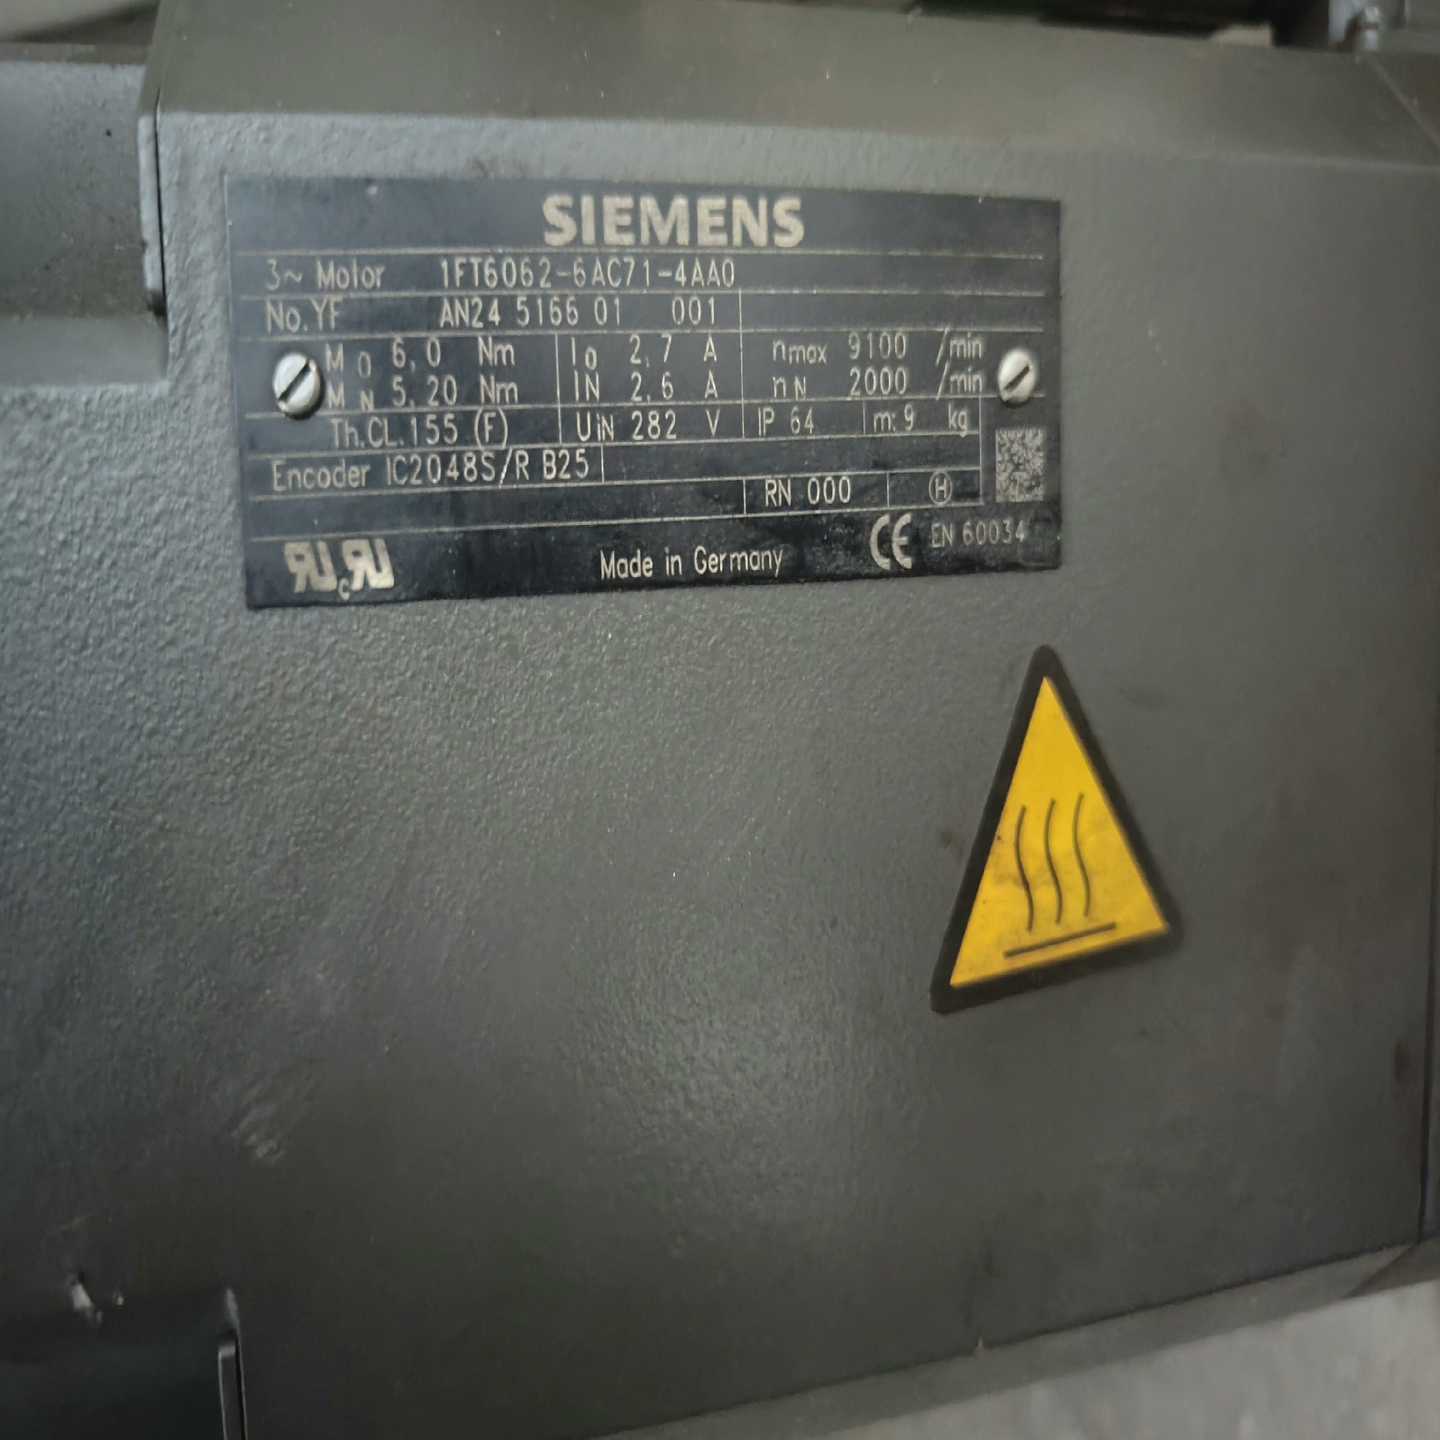 SIEMENS
3~ Motor 1FT6062-6AC71-4AA0
No.YF AN24 5166 01 001
M0 6,0 Nm I0 2,7 A nmax 9100 /min
MN 5,20 Nm IN 2,6 A nN 2000 /min
Th.CL.155 (F) UiN 282 V IP 64 m: 9 kg
Encoder IC2048S/R B25
RN 000 H
RU cRU Made in Germany CE EN 60034